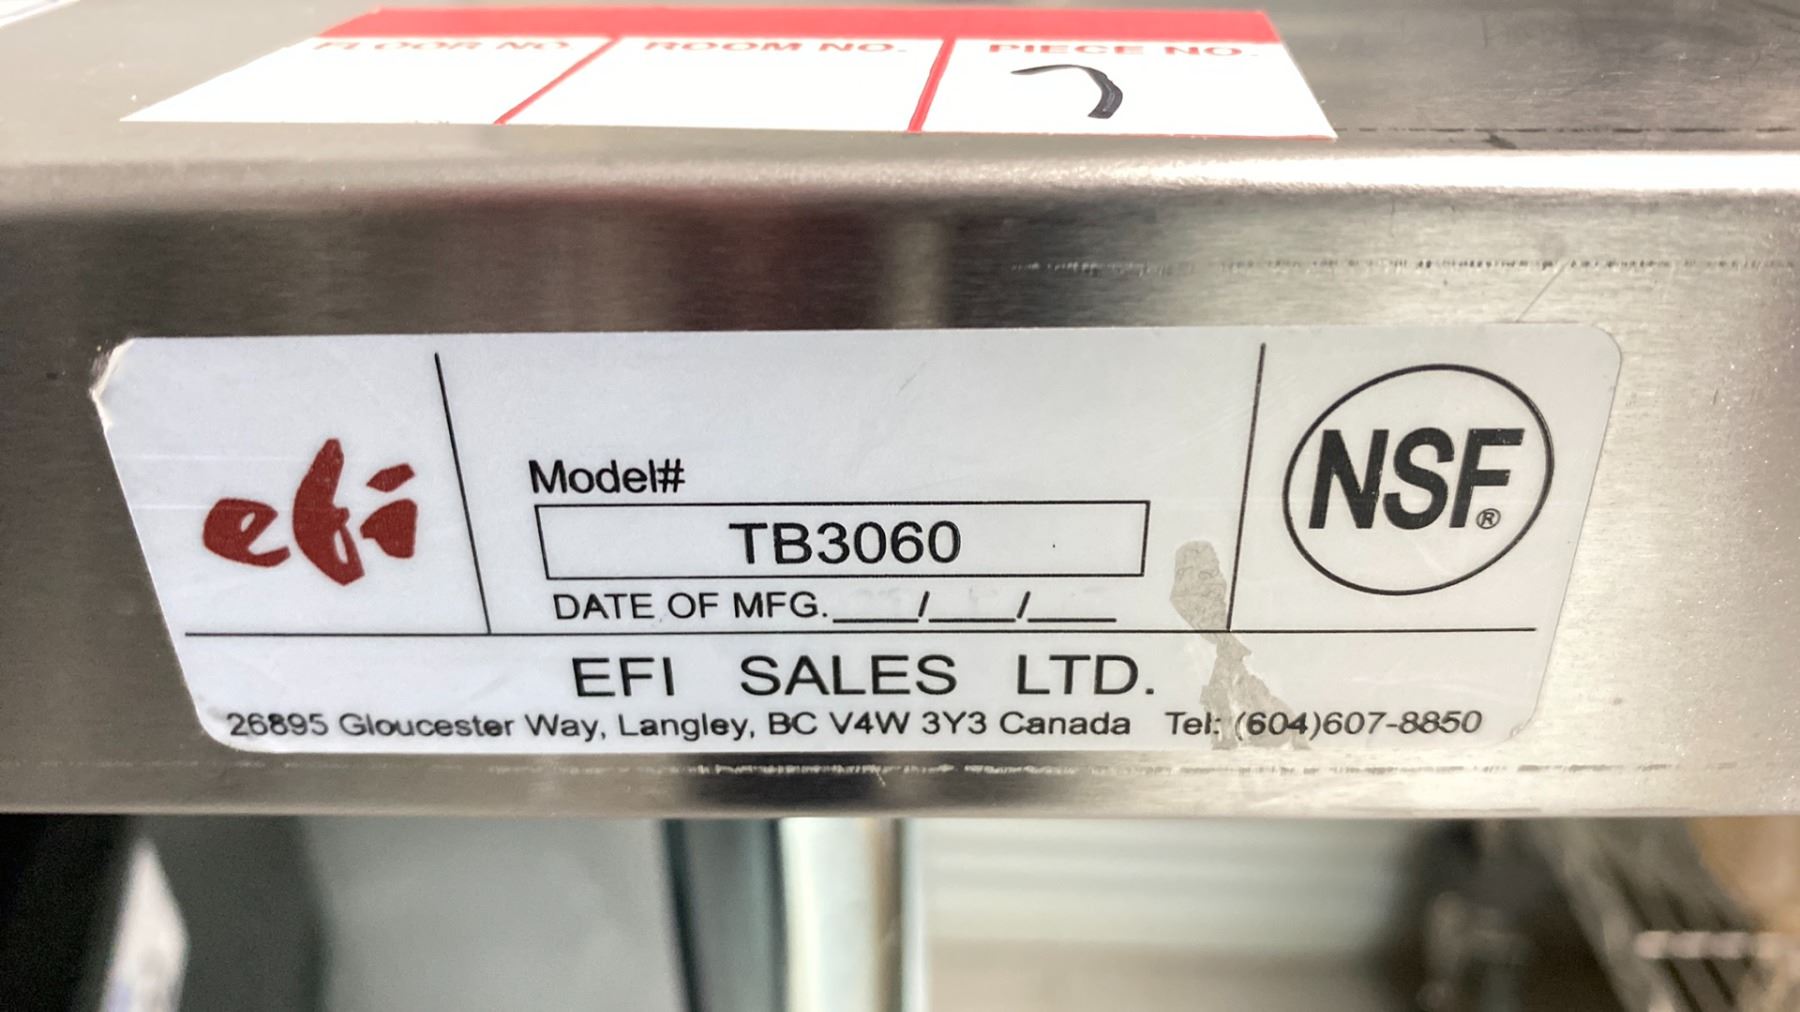 FLOOR NO. ROOM NO. PIECE NO.
efi
Model#
TB3060
DATE OF MFG. ___/___/___
NSF®
EFI SALES LTD.
26895 Gloucester Way, Langley, BC V4W 3Y3 Canada Tel: (604)607-8850